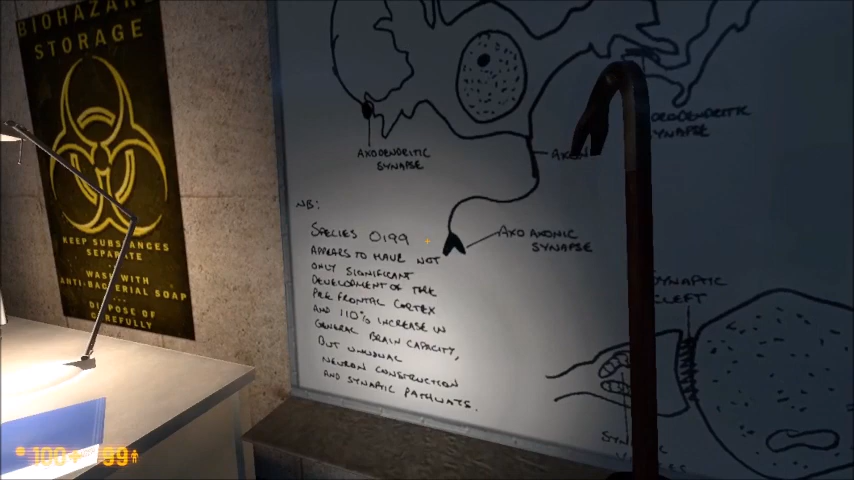 BIOHAZARD
STORAGE
KEEP SUBSTANCES
SEPARATE
WASH WITH
ANTI-BACTERIAL SOAP
DISPOSE OF
CAREFULLY
AXODENDRITIC
SYNAPSE
AXON
DRODENDRITIC
SYNAPSE
AXO AXONIC
SYNAPSE
NB:
SPECIES 0199
APPEARS TO HAVE NOT
ONLY SIGNIFICANT
DEVELOPMENT OF THE
PRE FRONTAL CORTEX
AND 110% INCREASE IN
GENERAL BRAIN CAPACITY,
BUT UNUSUAL
NEURON CONSTRUCTION
AND SYNAPTIC PATHWAYS.
SYNAPTIC
CLEFT
100
99